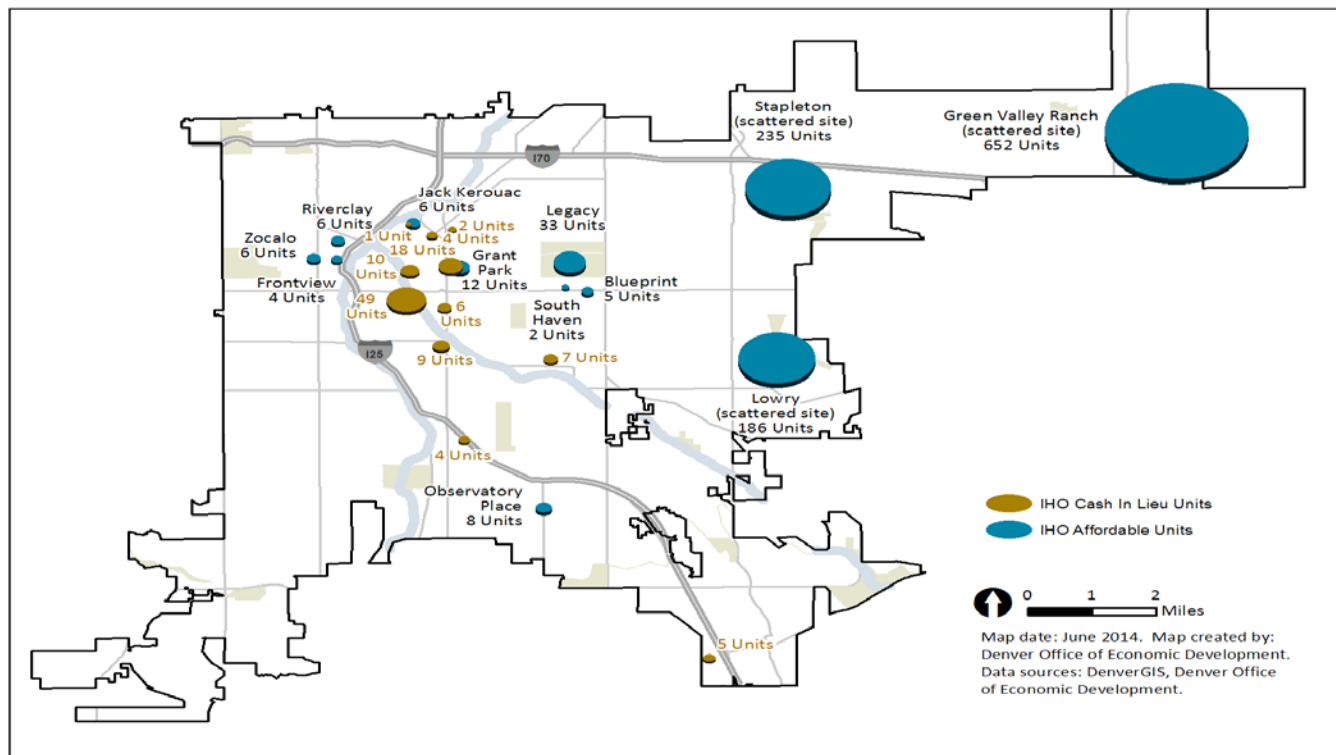 Stapleton
(scattered site)
235 Units
Green Valley Ranch
(scattered site)
652 Units
I70
Jack Kerouac
6 Units
Riverclay
6 Units
Legacy
33 Units
2 Units
1 Unit
4 Units
Zocalo
6 Units
18 Units
Grant
Park
12 Units
10
Units
Blueprint
5 Units
Frontview
4 Units
49
Units
6
Units
South
Haven
2 Units
I25
9 Units
7 Units
Lowry
(scattered site)
186 Units
4 Units
Observatory
Place
8 Units
IHO Cash In Lieu Units
IHO Affordable Units
0 1 2
Miles
Map date: June 2014. Map created by:
Denver Office of Economic Development.
Data sources: DenverGIS, Denver Office
of Economic Development.
5 Units